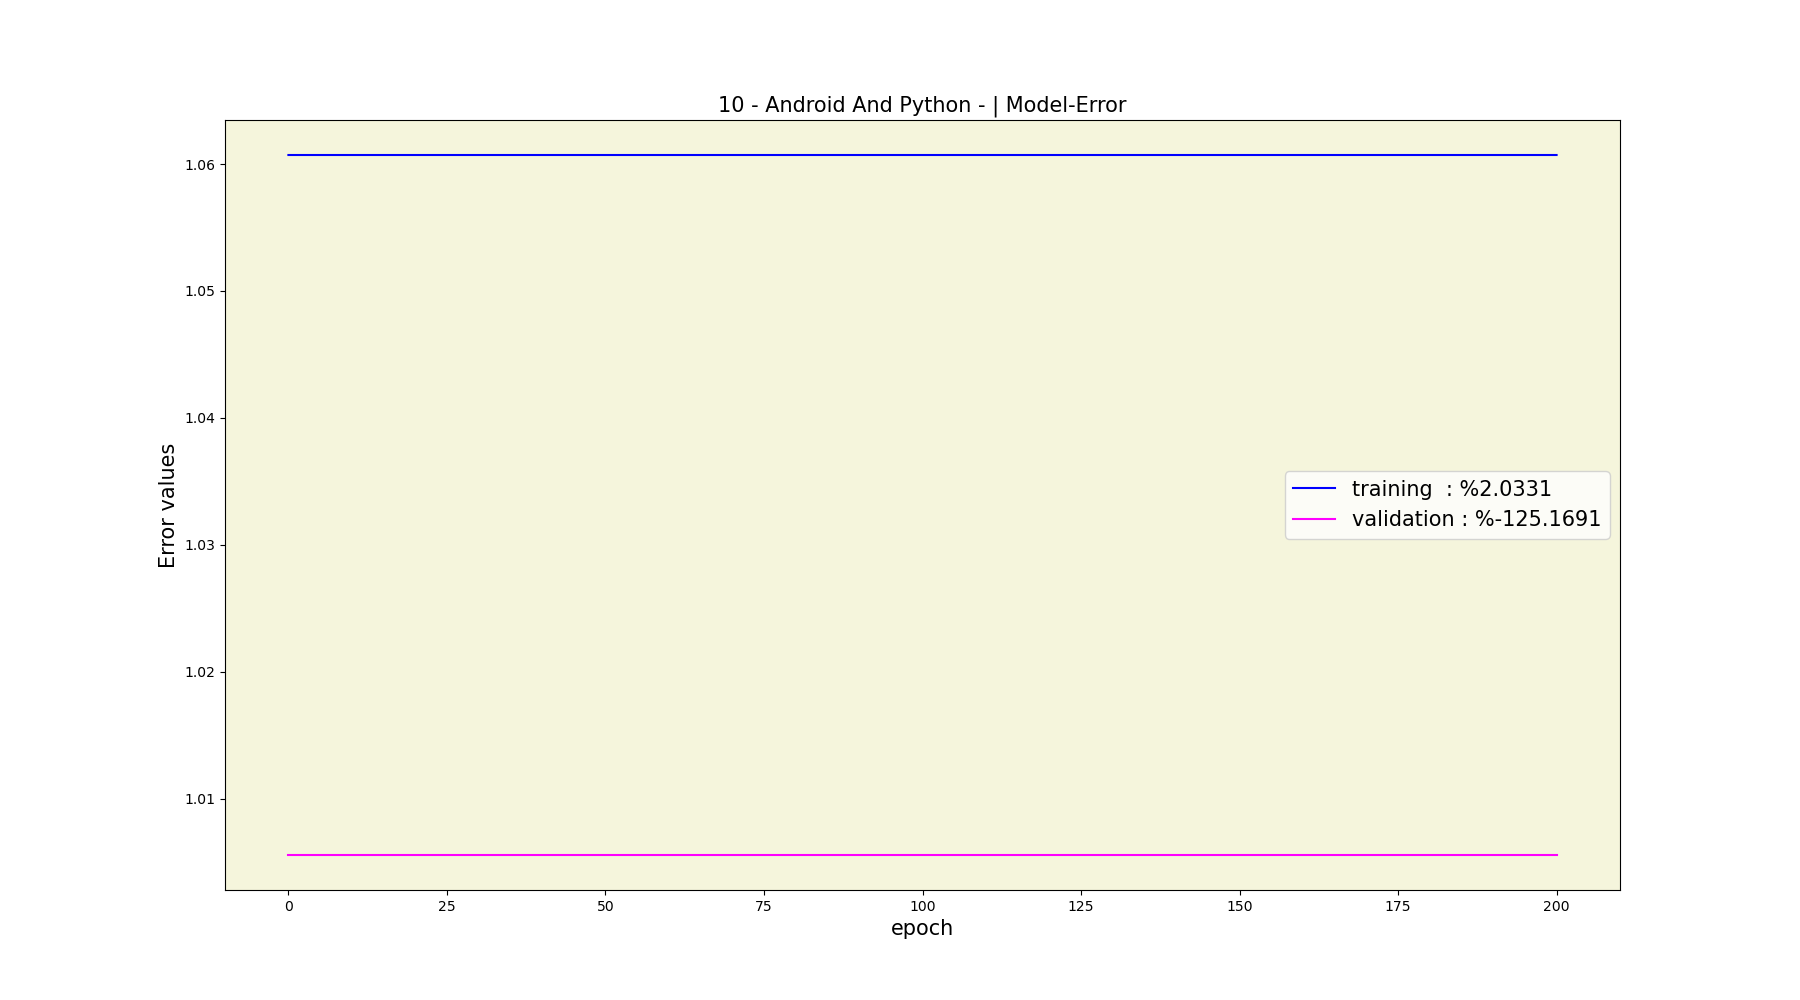 10 - Android And Python - | Model-Error
Error values
1.06
1.05
1.04
1.03
1.02
1.01
training  : %2.0331
validation : %-125.1691
0 25 50 75 100 125 150 175 200
epoch